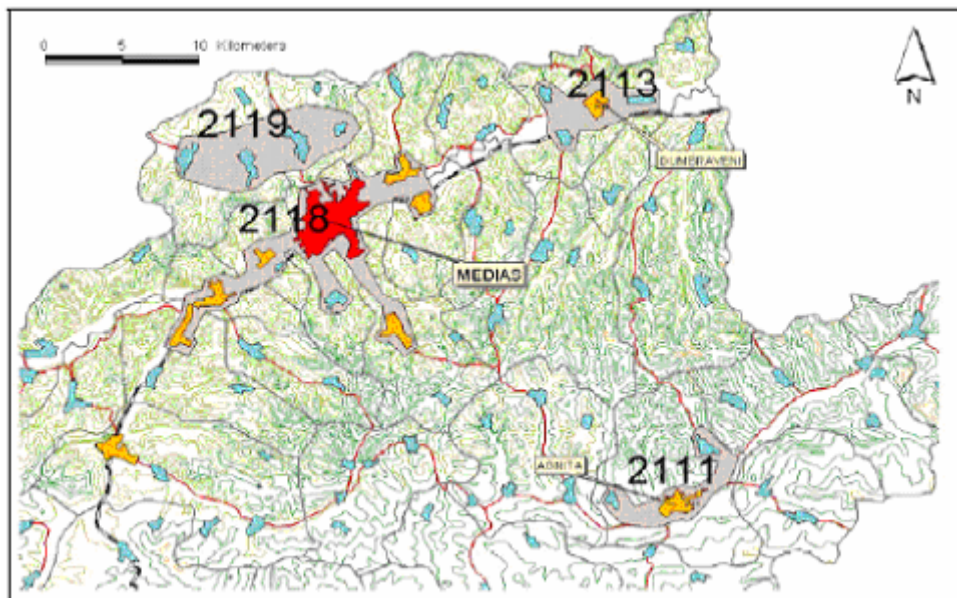 0 5 10 Kilometers
N
2113
2119
DUMBRAVENI
2118
MEDIAS
AGNITA
2111